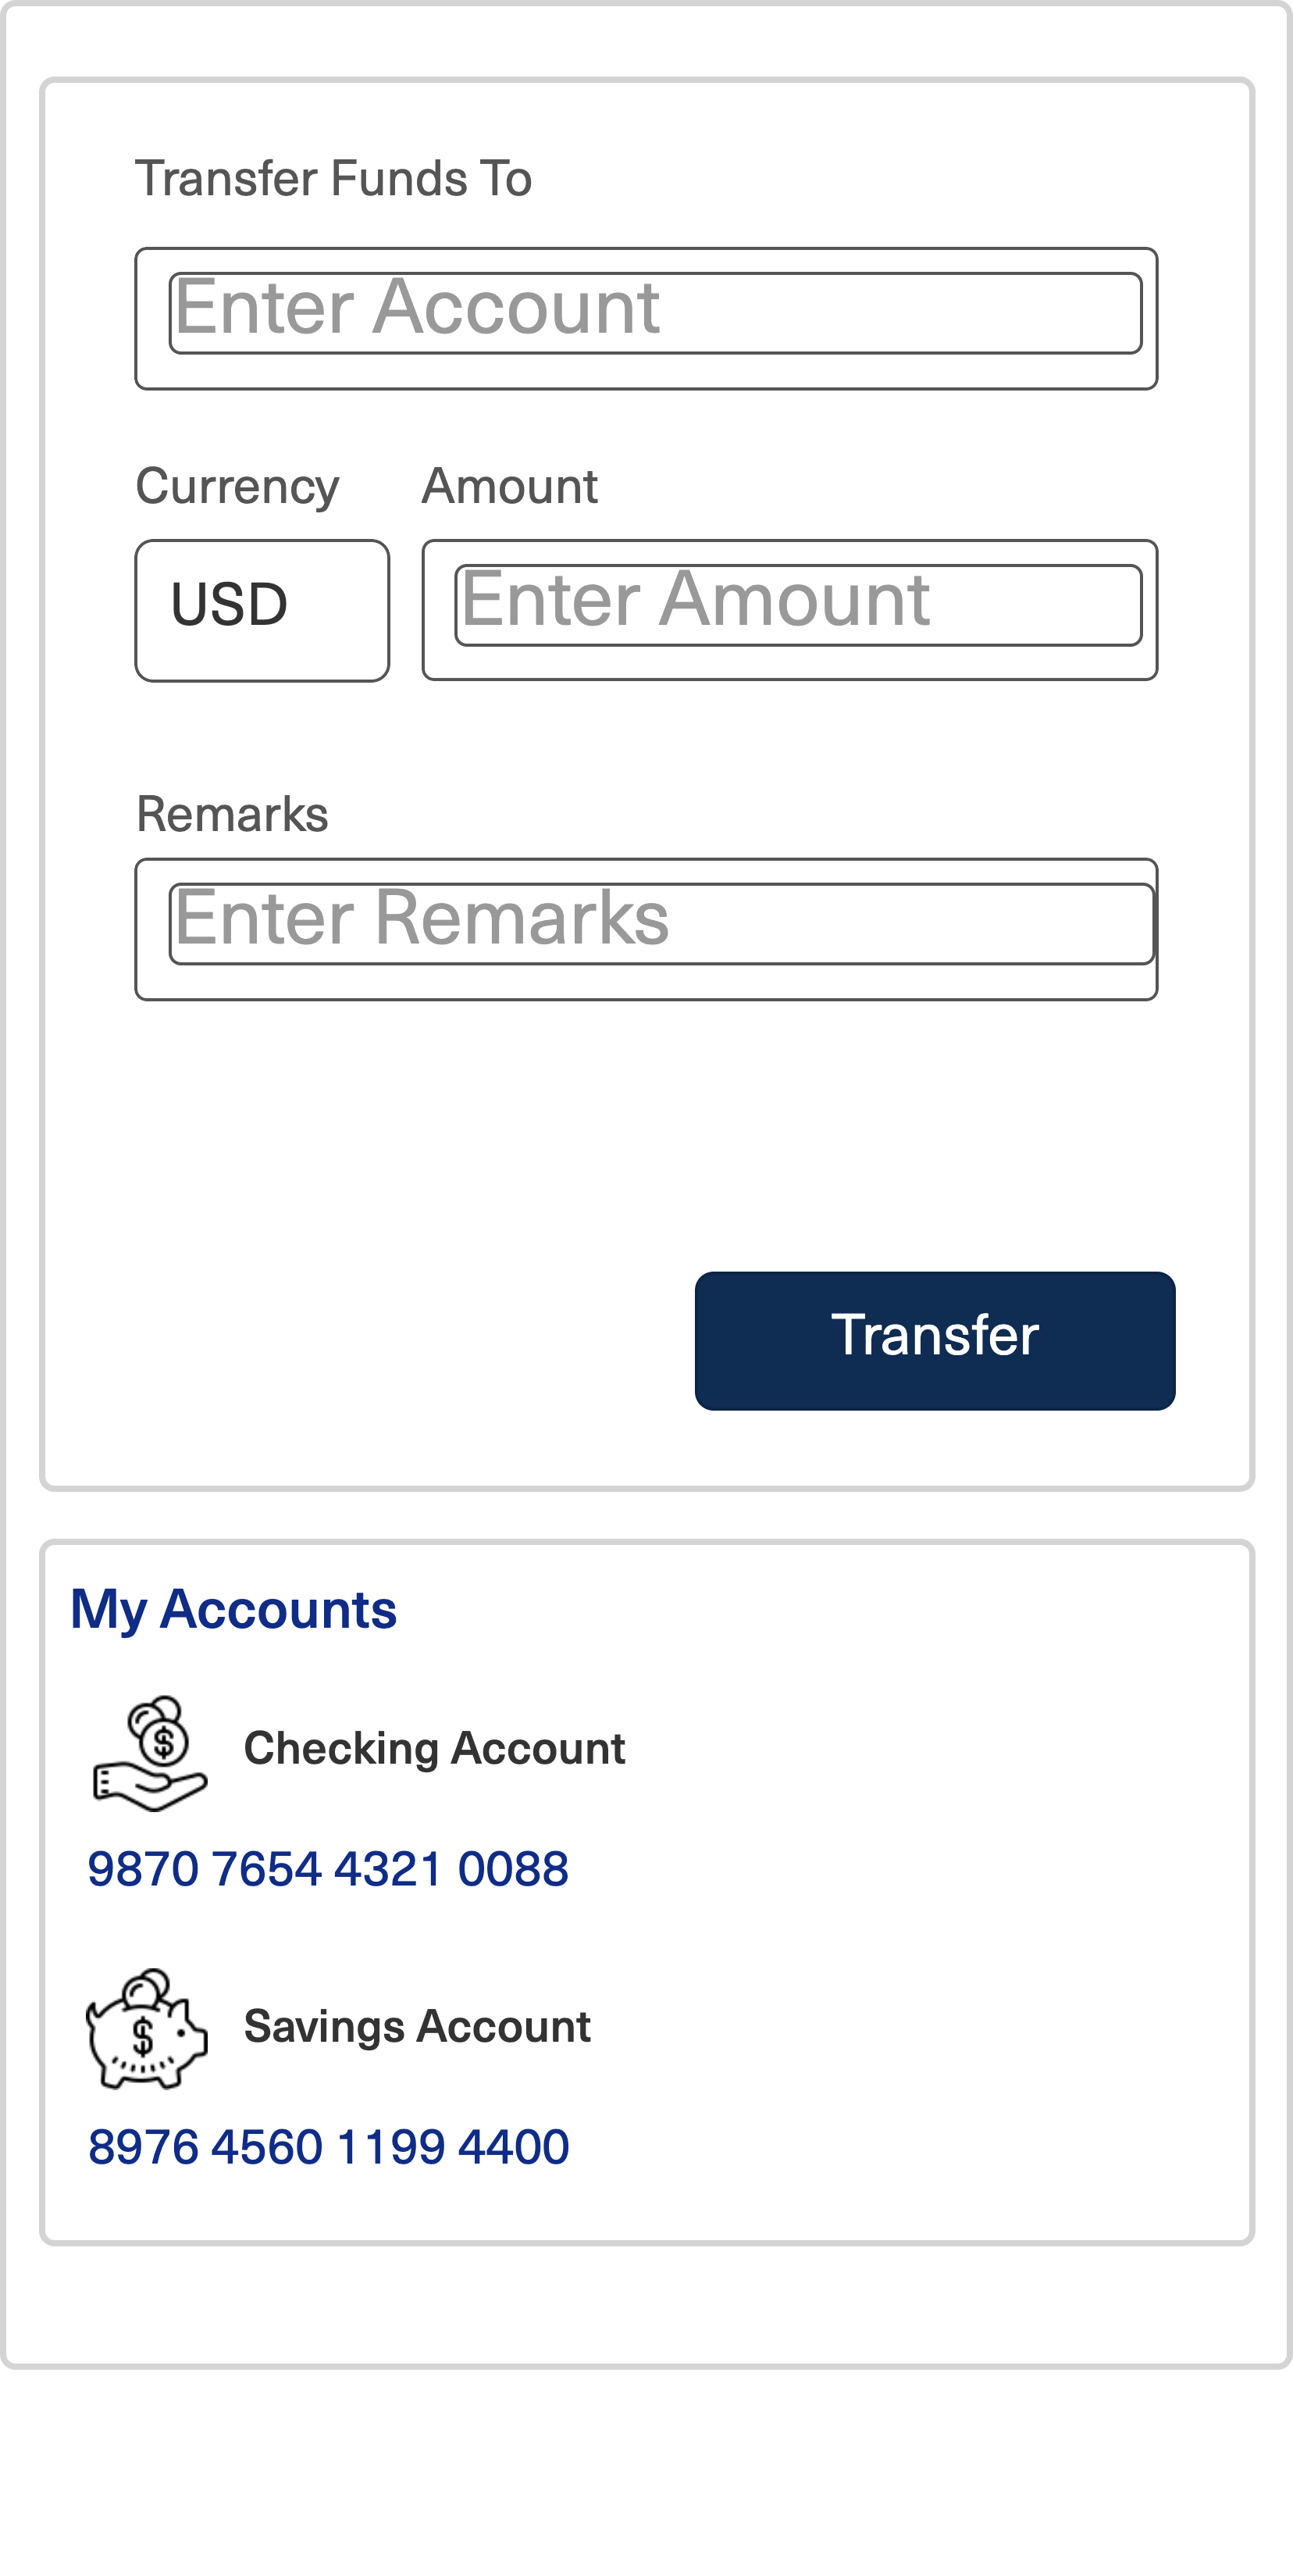 Transfer Funds To
Enter Account
Currency Amount
USD Enter Amount
Remarks
Enter Remarks
Transfer
My Accounts
$ Checking Account
9870 7654 4321 0088
$ Savings Account
8976 4560 1199 4400